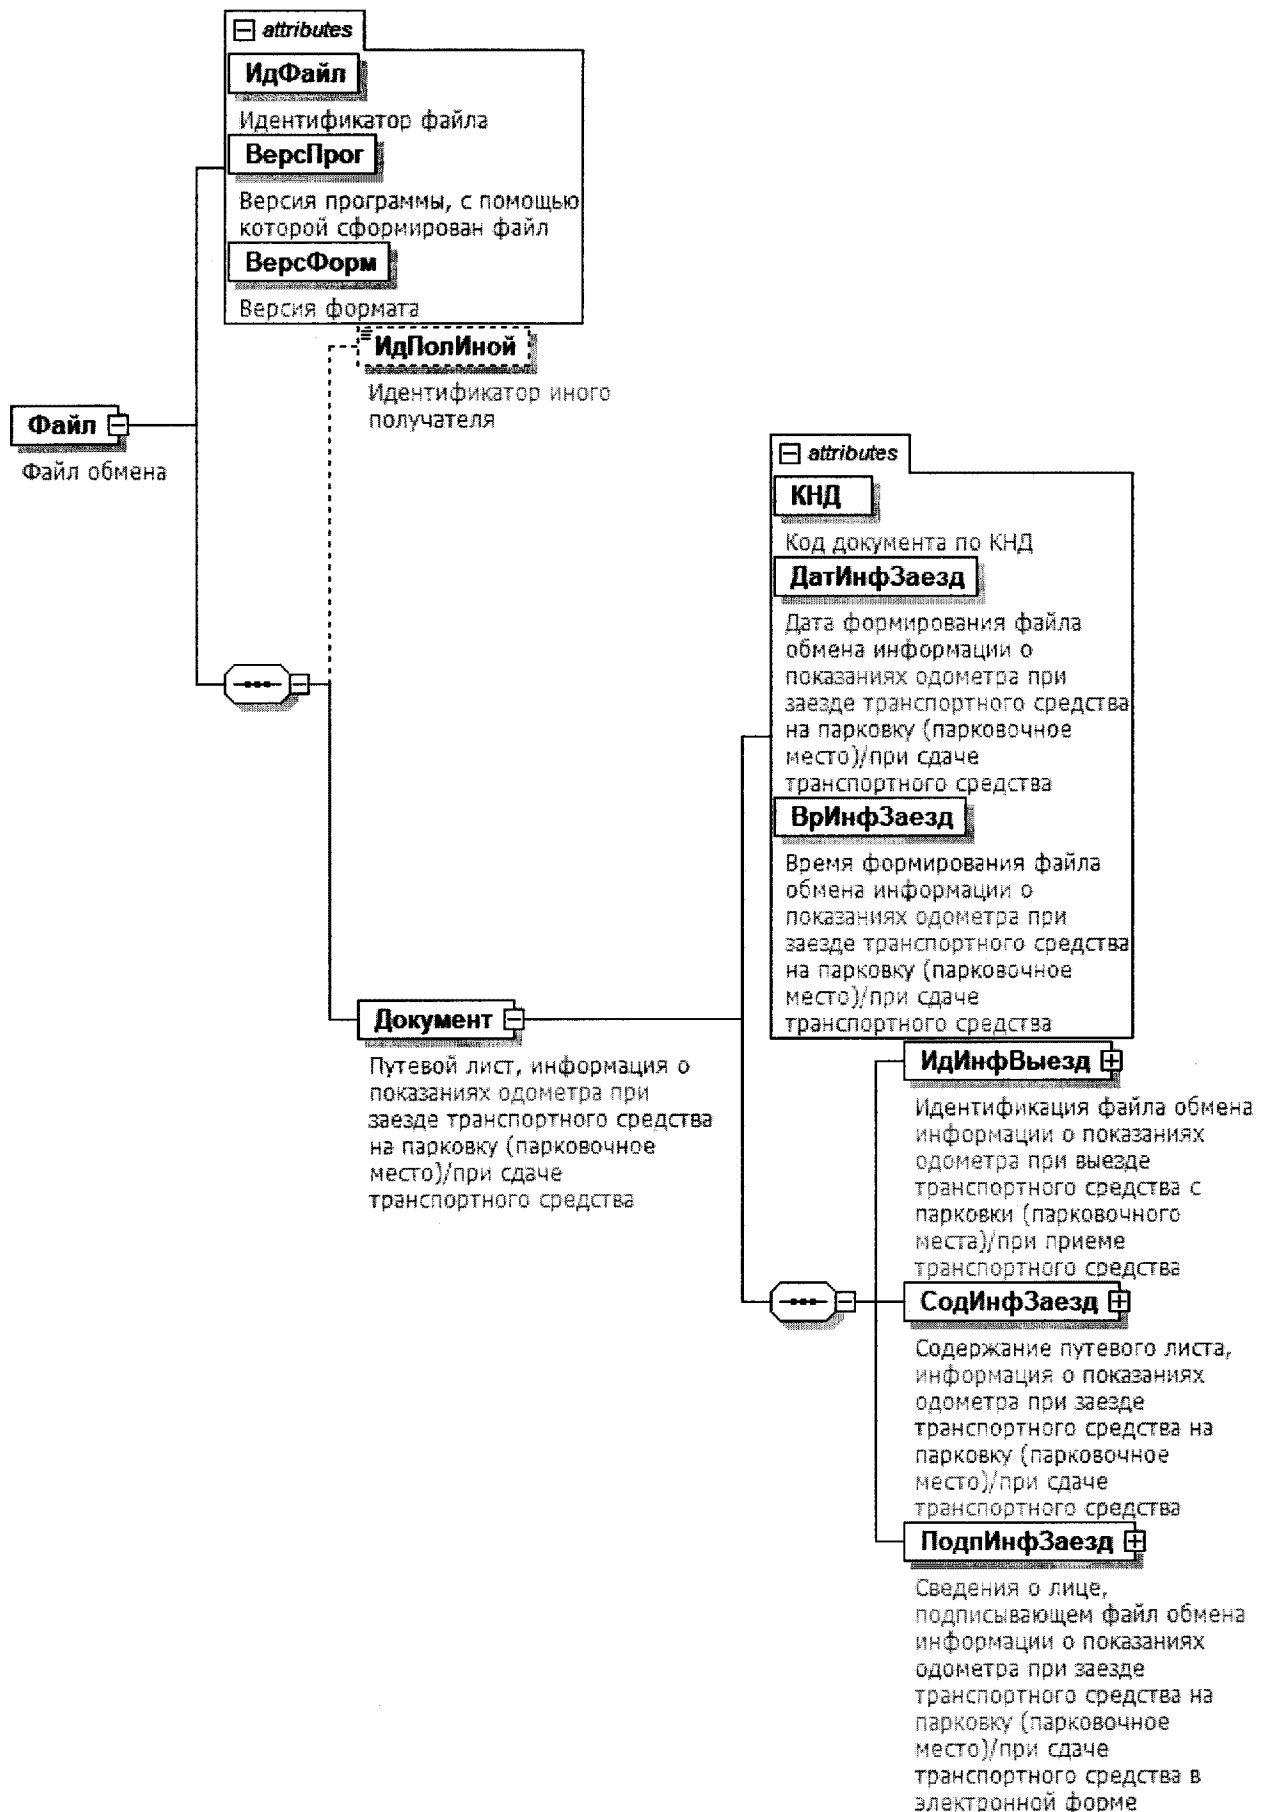 attributes
ИдФайл
Идентификатор файла
ВерсПрог
Версия программы, с помощью
которой сформирован файл
ВерсФорм
Версия формата
ИдПолИной
Идентификатор иного
получателя
Файл
Файл обмена
attributes
КНД
Код документа по КНД
ДатИнфЗаезд
Дата формирования файла
обмена информации о
показаниях одометра при
заезде транспортного средства
на парковку (парковочное
место)/при сдаче
транспортного средства
ВрИнфЗаезд
Время формирования файла
обмена информации о
показаниях одометра при
заезде транспортного средства
на парковку (парковочное
место)/при сдаче
транспортного средства
Документ
Путевой лист, информация о
показаниях одометра при
заезде транспортного средства
на парковку (парковочное
место)/при сдаче
транспортного средства
ИдИнфВыезд
Идентификация файла обмена
информации о показаниях
одометра при выезде
транспортного средства с
парковки (парковочного
места)/при приеме
транспортного средства
СодИнфЗаезд
Содержание путевого листа,
информация о показаниях
одометра при заезде
транспортного средства на
парковку (парковочное
место)/при сдаче
транспортного средства
ПодпИнфЗаезд
Сведения о лице,
подписывающем файл обмена
информации о показаниях
одометра при заезде
транспортного средства на
парковку (парковочное
место)/при сдаче
транспортного средства в
электронной форме